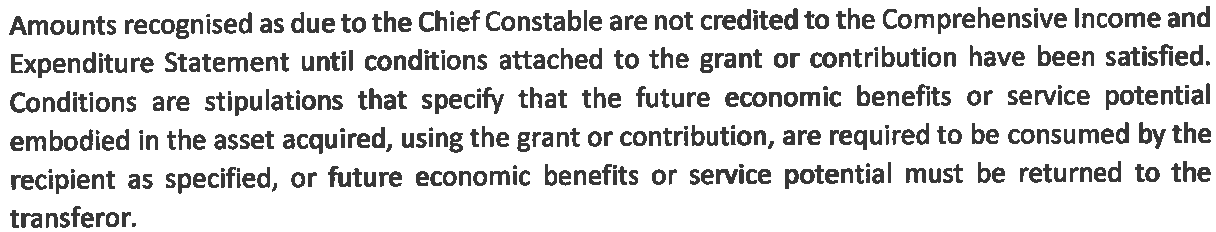 Amounts recognised as due to the Chief Constable are not credited to the Comprehensive Income and
Expenditure Statement until conditions attached to the grant or contribution have been satisfied.
Conditions are stipulations that specify that the future economic benefits or service potential
embodied in the asset acquired, using the grant or contribution, are required to be consumed by the
recipient as specified, or future economic benefits or service potential must be returned to the
transferor.